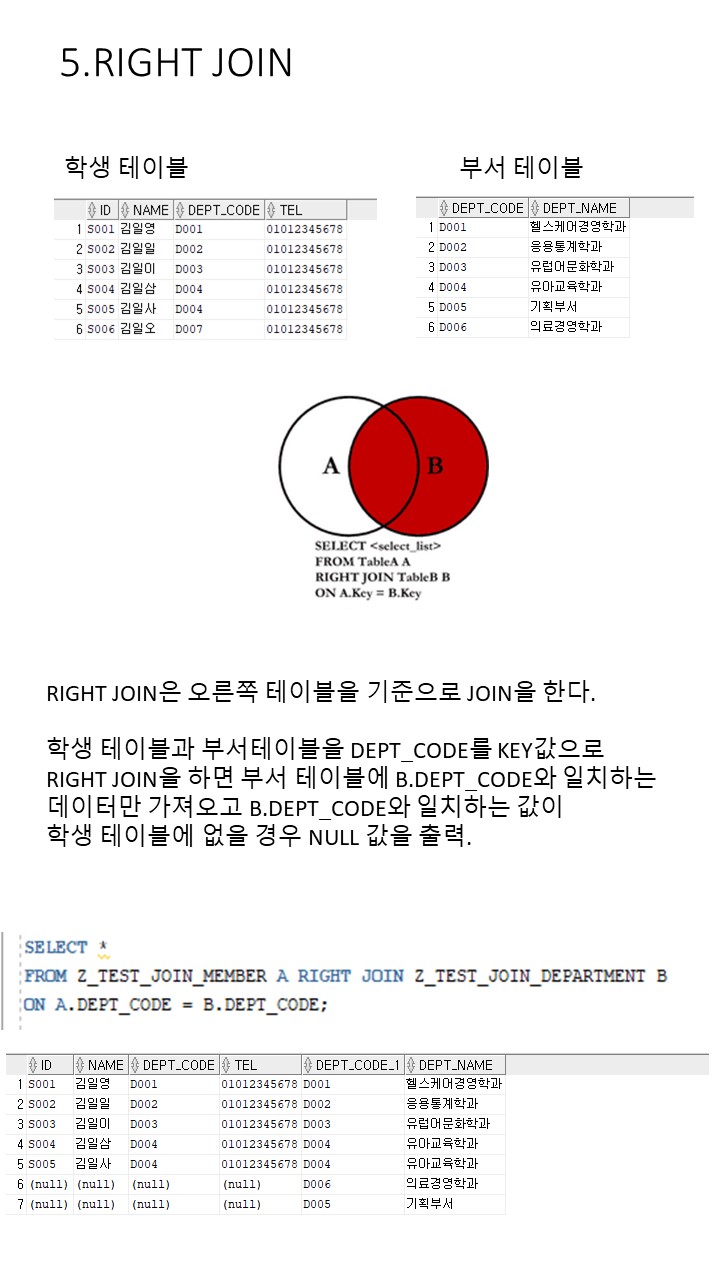 5.RIGHT JOIN
학생 테이블
부서 테이블
ID NAME DEPT_CODE TEL
1 S001 김일영 D001 01012345678
2 S002 김일일 D002 01012345678
3 S003 김일이 D003 01012345678
4 S004 김일삼 D004 01012345678
5 S005 김일사 D004 01012345678
6 S006 김일오 D007 01012345678
DEPT_CODE DEPT_NAME
1 D001 헬스케어경영학과
2 D002 응용통계학과
3 D003 유럽어문화학과
4 D004 유아교육학과
5 D005 기획부서
6 D006 의료경영학과
A B
SELECT <select_list>
FROM TableA A
RIGHT JOIN TableB B
ON A.Key = B.Key
RIGHT JOIN은 오른쪽 테이블을 기준으로 JOIN을 한다.
학생 테이블과 부서테이블을 DEPT_CODE를 KEY값으로
RIGHT JOIN을 하면 부서 테이블에 B.DEPT_CODE와 일치하는
데이터만 가져오고 B.DEPT_CODE와 일치하는 값이
학생 테이블에 없을 경우 NULL 값을 출력.
SELECT *
FROM Z_TEST_JOIN_MEMBER A RIGHT JOIN Z_TEST_JOIN_DEPARTMENT B
ON A.DEPT_CODE = B.DEPT_CODE;
ID NAME DEPT_CODE TEL DEPT_CODE_1 DEPT_NAME
1 S001 김일영 D001 01012345678 D001 헬스케어경영학과
2 S002 김일일 D002 01012345678 D002 응용통계학과
3 S003 김일이 D003 01012345678 D003 유럽어문화학과
4 S004 김일삼 D004 01012345678 D004 유아교육학과
5 S005 김일사 D004 01012345678 D004 유아교육학과
6 (null) (null) (null) (null) D006 의료경영학과
7 (null) (null) (null) (null) D005 기획부서